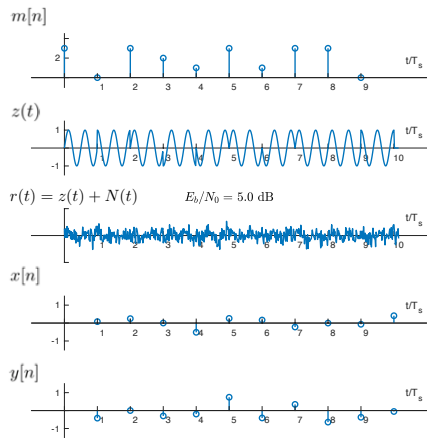 m[n]
t/T_s
2
1 2 3 4 5 6 7 8 9
z(t)
t/T_s
1
-1
1 2 3 4 5 6 7 8 9 10
r(t) = z(t) + N(t) E_b/N_0 = 5.0 dB
t/T_s
1 2 3 4 5 6 7 8 9 10
x[n]
t/T_s
1
-1
1 2 3 4 5 6 7 8 9
y[n]
t/T_s
1
-1
1 2 3 4 5 6 7 8 9